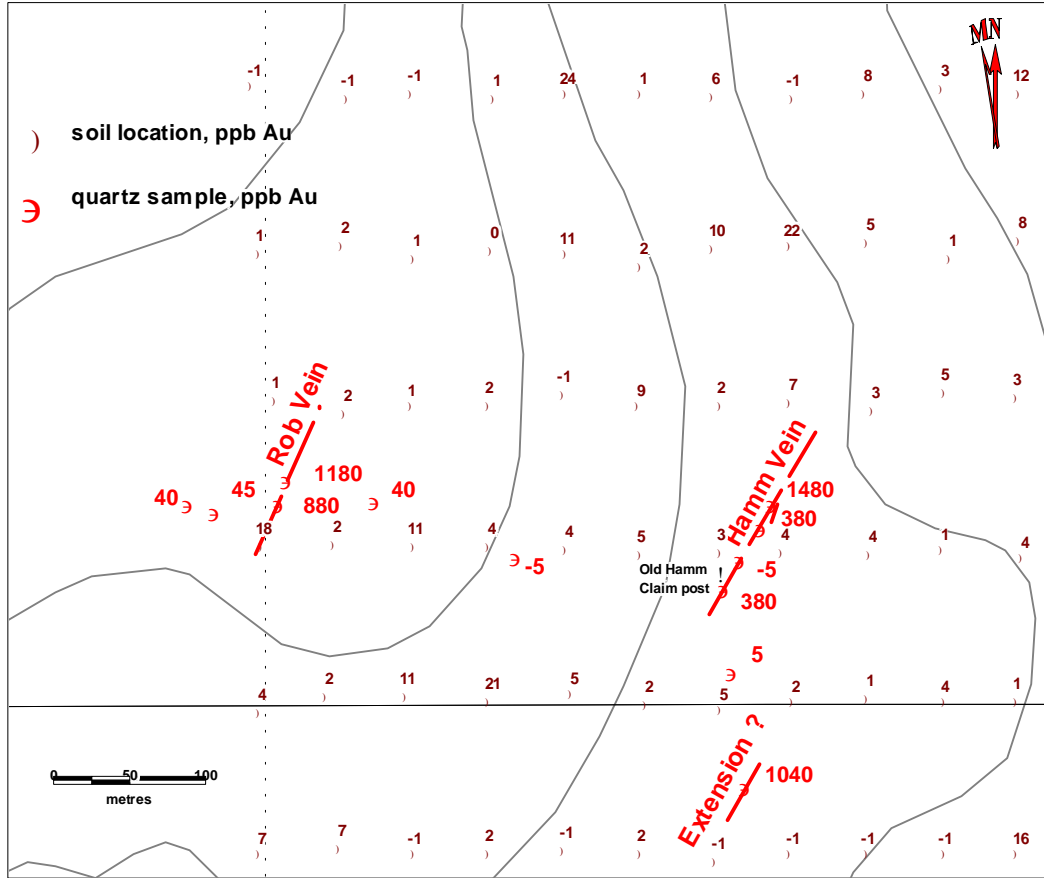 MN
-1 -1 -1 1 24 1 6 -1 8 3 12
soil location, ppb Au
quartz sample, ppb Au
1 2 1 0 11 2 10 22 5 1 8
1 2 1 2 -1 9 2 7 3 5 3
Rob Vein
Hamm Vein
40 45 1180 880 40
1480
380
18 2 11 4 4 5 3 4 4 1 4
-5
-5
Old Hamm !
Claim post
380
5
4 2 11 21 5 2 5 2 1 4 1
Extension ?
1040
0 50 100
metres
7 7 -1 2 -1 2 -1 -1 -1 -1 16